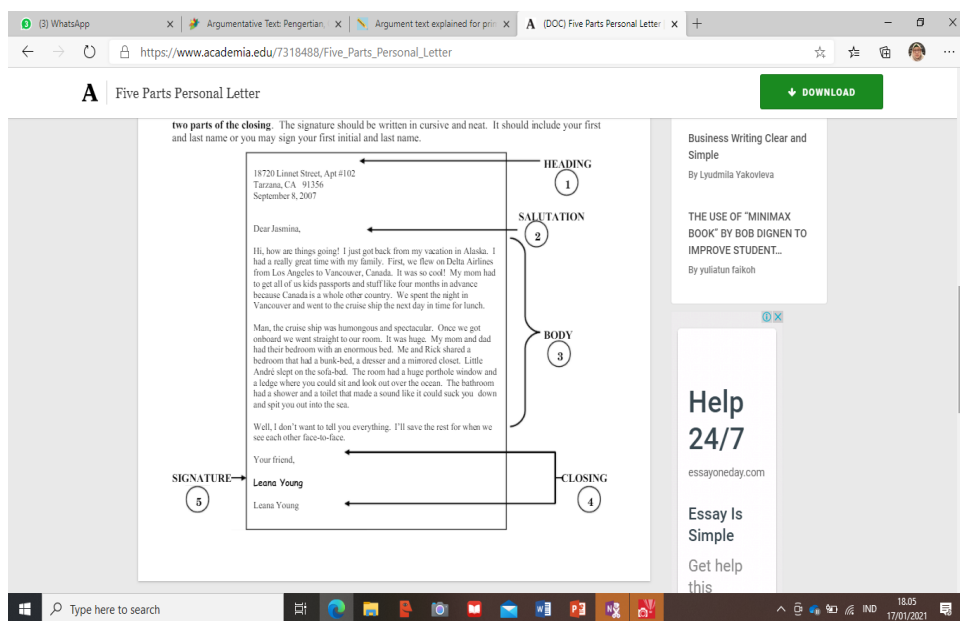 (3) WhatsApp
Argumentative Text: Pengertian,
Argument text explained for prin
(DOC) Five Parts Personal Letter
https://www.academia.edu/7318488/Five_Parts_Personal_Letter
A Five Parts Personal Letter
DOWNLOAD
two parts of the closing. The signature should be written in cursive and neat. It should include your first
and last name or you may sign your first initial and last name.
HEADING
1
18720 Linnet Street, Apt #102
Tarzana, CA 91356
September 8, 2007
SALUTATION
2
Dear Jasmina,
Hi, how are things going! I just got back from my vacation in Alaska. I
had a really great time with my family. First, we flew on Delta Airlines
from Los Angeles to Vancouver, Canada. It was so cool! My mom had
to get all of us kids passports and stuff like four months in advance
because Canada is a whole other country. We spent the night in
Vancouver and went to the cruise ship the next day in time for lunch.
Man, the cruise ship was humongous and spectacular. Once we got
onboard we went straight to our room. It was huge. My mom and dad
had their bedroom with an enormous bed. Me and Rick shared a
bedroom that had a bunk-bed, a dresser and a mirrored closet. Little
André slept on the sofa-bed. The room had a huge porthole window and
a ledge where you could sit and look out over the ocean. The bathroom
had a shower and a toilet that made a sound like it could suck you down
and spit you out into the sea.
BODY
3
Well, I don't want to tell you everything. I'll save the rest for when we
see each other face-to-face.
Your friend,
SIGNATURE
5
Leana Young
CLOSING
4
Leana Young
Business Writing Clear and
Simple
By Lyudmila Yakovleva
THE USE OF "MINIMAX
BOOK" BY BOB DIGNEN TO
IMPROVE STUDENT...
By yuliatun faikoh
Help
24/7
essayoneday.com
Essay Is
Simple
Get help
this
Type here to search
IND
18.05
17/01/2021